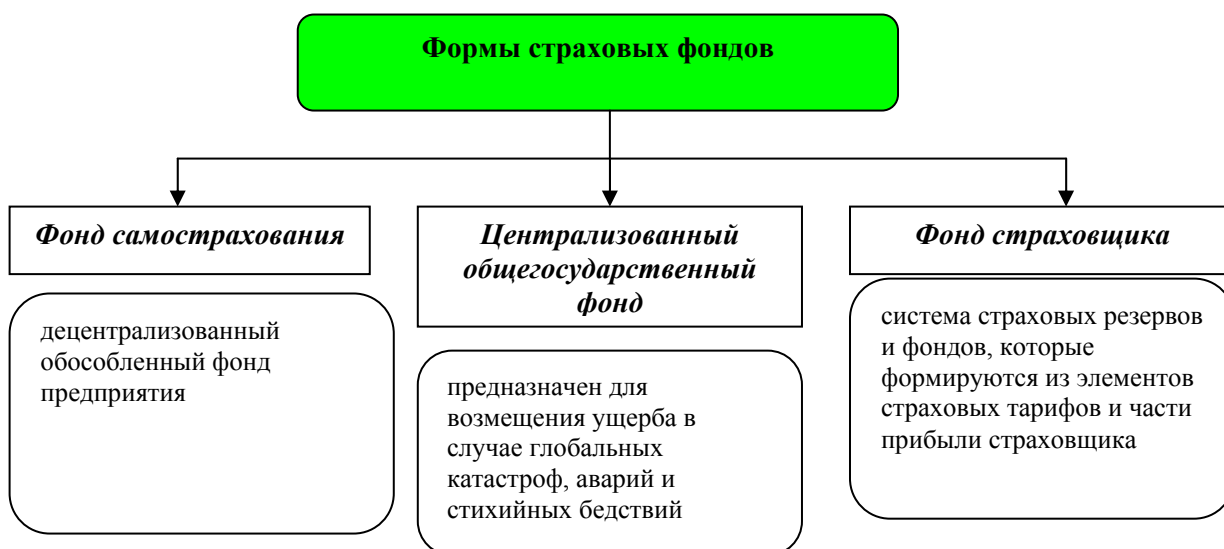 Формы страховых фондов
Фонд самострахования
децентрализованный
обособленный фонд
предприятия
Централизованный
общегосударственный
фонд
предназначен для
возмещения ущерба в
случае глобальных
катастроф, аварий и
стихийных бедствий
Фонд страховщика
система страховых резервов
и фондов, которые
формируются из элементов
страховых тарифов и части
прибыли страховщика